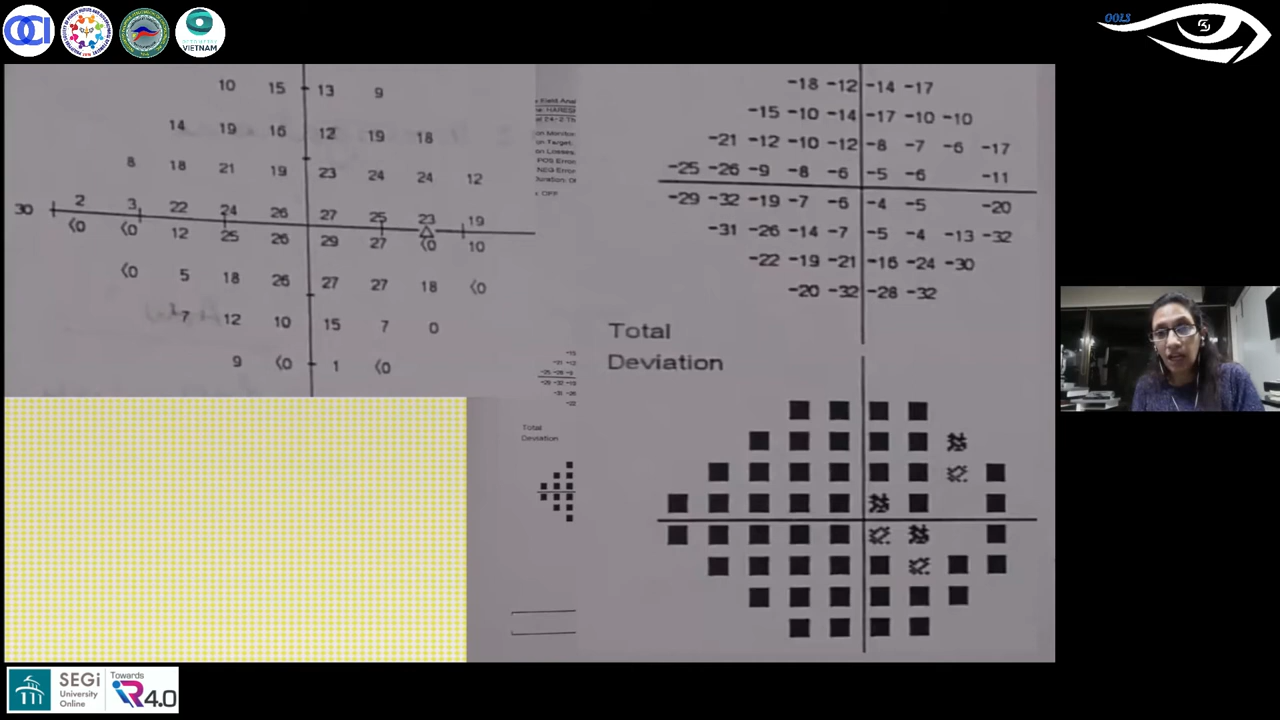 OCI
VIETNAM
OOLS
10 15 13 9
14 19 16 12 19 18
8 18 21 19 23 24 24 12
30 2 3 22 24 26 27 25 23 19
<0 <0 12 25 26 29 27 <0 10
<0 5 18 26 27 27 18 <0
7 12 10 15 7 0
9 <0 1 <0
-18 -12 -14 -17
-15 -10 -14 -17 -10 -10
-21 -12 -10 -12 -8 -7 -6 -17
-25 -26 -9 -8 -6 -5 -6 -11
-29 -32 -19 -7 -6 -4 -5 -20
-31 -26 -14 -7 -5 -4 -13 -32
-22 -19 -21 -16 -24 -30
-20 -32 -28 -32
Total
Deviation
Total
Deviation
SEGi
University
Online
Towards
iR4.0